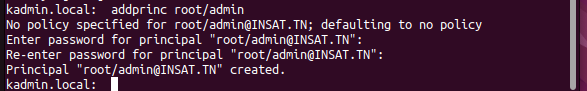 kadmin.local:  addprinc root/admin
No policy specified for root/admin@INSAT.TN; defaulting to no policy
Enter password for principal "root/admin@INSAT.TN":
Re-enter password for principal "root/admin@INSAT.TN":
Principal "root/admin@INSAT.TN" created.
kadmin.local: